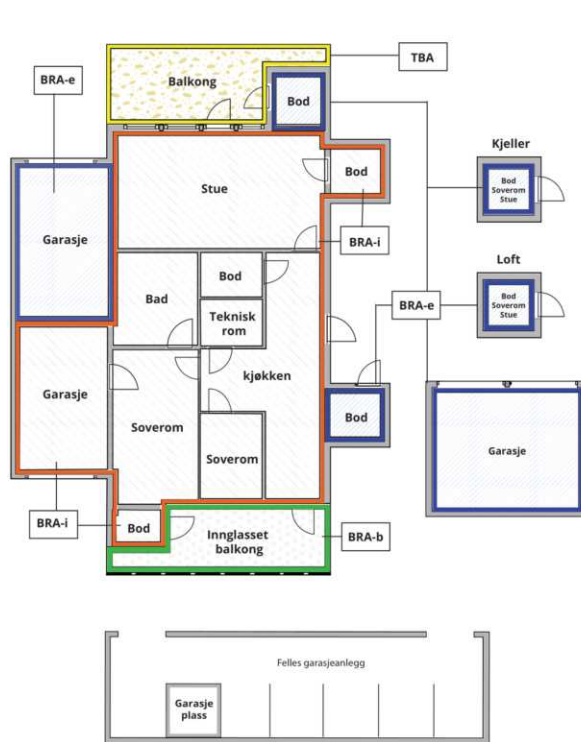 TBA
BRA-e
Balkong
Bod
Kjeller
Bod
Soverom
Stue
Stue
Bod
Garasje
BRA-i
Loft
Bod
Bad
Teknisk
rom
BRA-e
Bod
Soverom
Stue
Garasje
kjøkken
Bod
Soverom
Soverom
Garasje
BRA-i
Bod
Innglasset
balkong
BRA-b
Felles garasjeanlegg
Garasje
plass